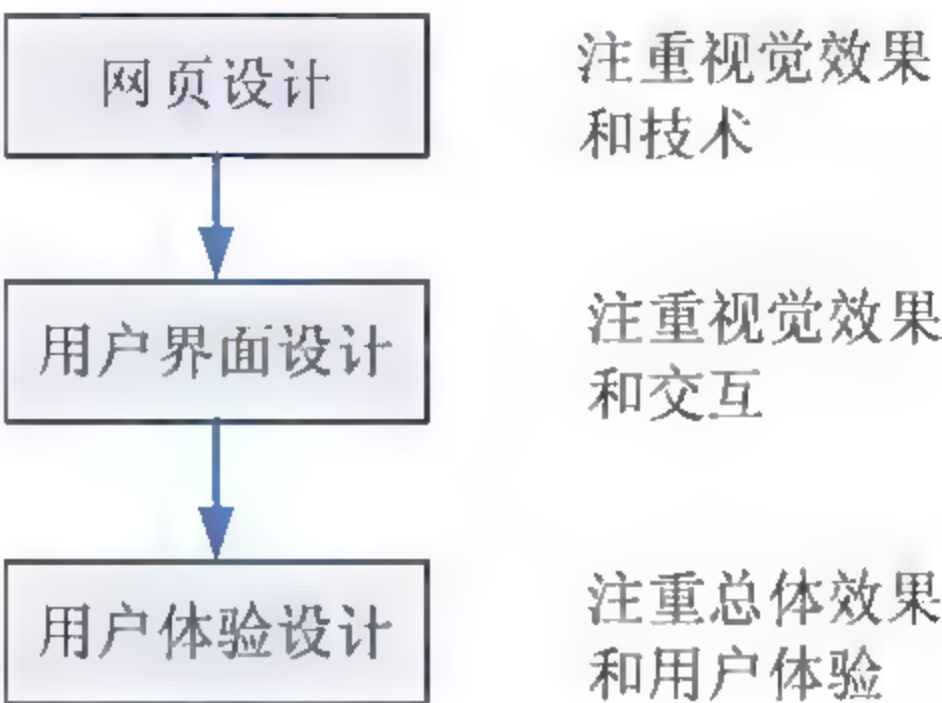 网页设计
注重视觉效果
和技术
用户界面设计
注重视觉效果
和交互
用户体验设计
注重总体效果
和用户体验